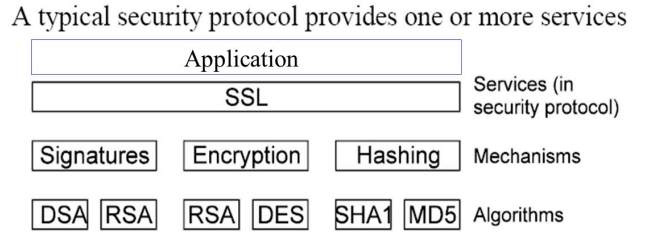 A typical security protocol provides one or more services
Application
SSL
Services (in
security protocol)
Signatures Encryption Hashing Mechanisms
DSA RSA RSA DES SHA1 MD5 Algorithms